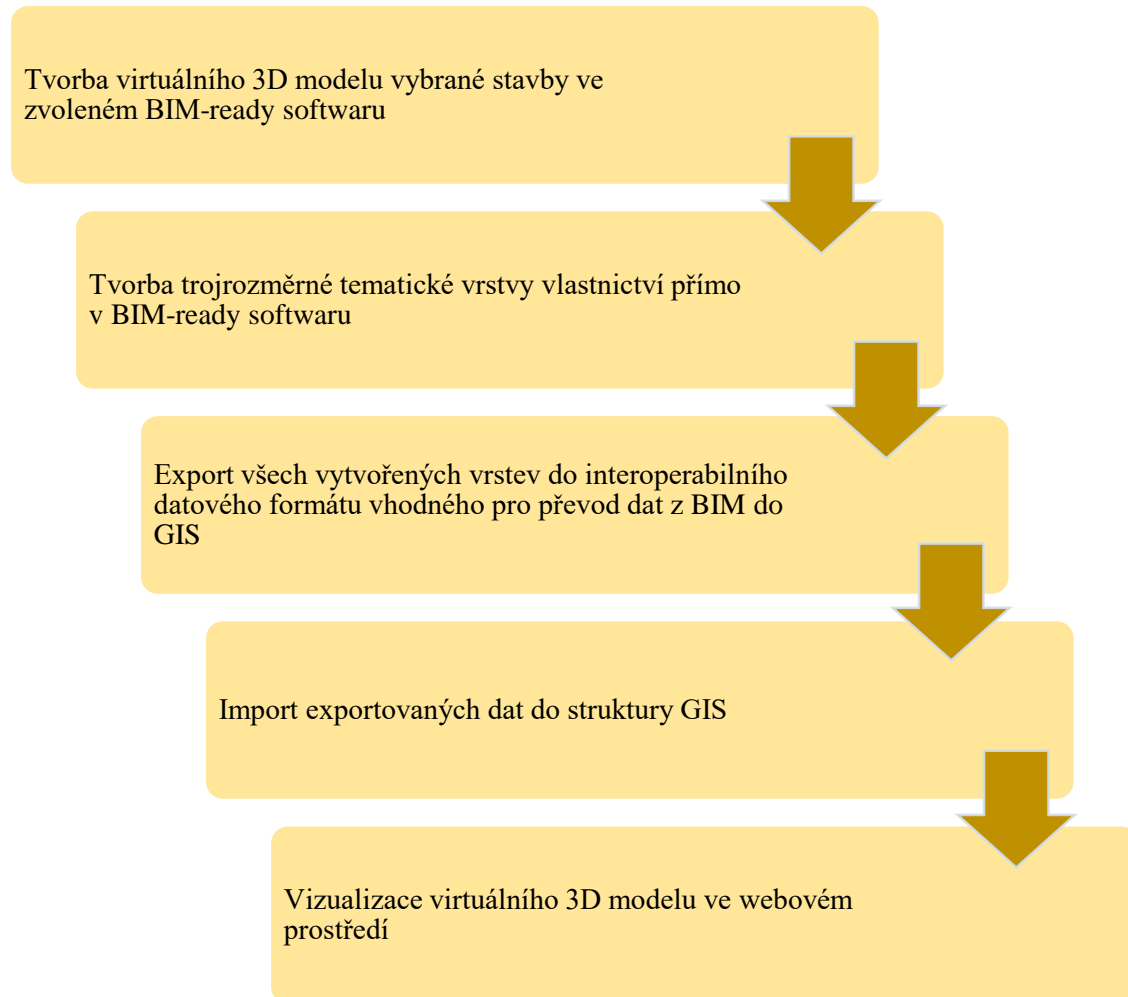 Tvorba virtuálního 3D modelu vybrané stavby ve
zvoleném BIM-ready softwaru
Tvorba trojrozměrné tematické vrstvy vlastnictví přímo
v BIM-ready softwaru
Export všech vytvořených vrstev do interoperabilního
datového formátu vhodného pro převod dat z BIM do
GIS
Import exportovaných dat do struktury GIS
Vizualizace virtuálního 3D modelu ve webovém
prostředí